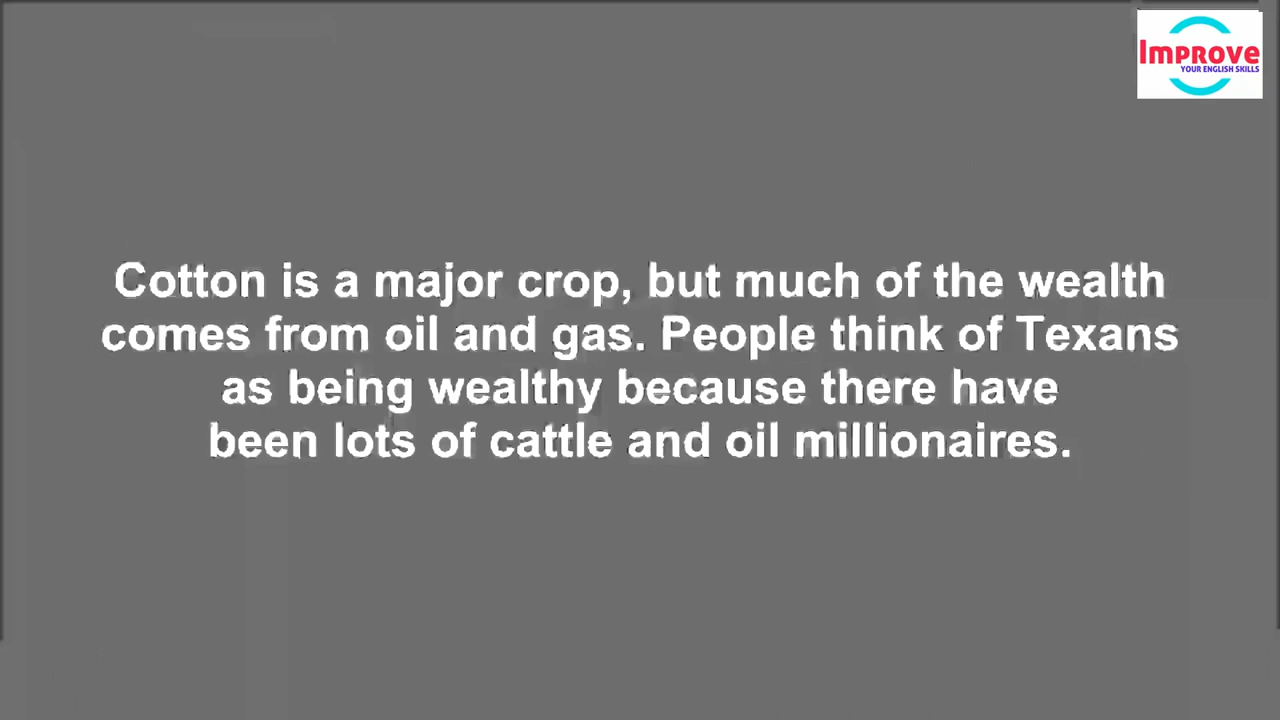 Improve
YOUR ENGLISH SKILLS
Cotton is a major crop, but much of the wealth
comes from oil and gas. People think of Texans
as being wealthy because there have
been lots of cattle and oil millionaires.